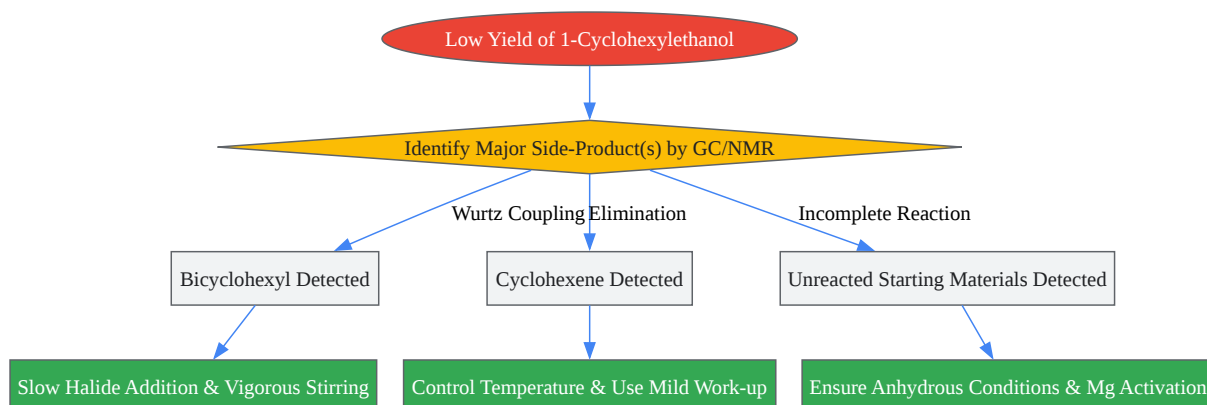 Low Yield of 1-Cyclohexylethanol
Identify Major Side-Product(s) by GC/NMR
Wurtz Coupling
Elimination
Incomplete Reaction
Bicyclohexyl Detected
Cyclohexene Detected
Unreacted Starting Materials Detected
Slow Halide Addition & Vigorous Stirring
Control Temperature & Use Mild Work-up
Ensure Anhydrous Conditions & Mg Activation